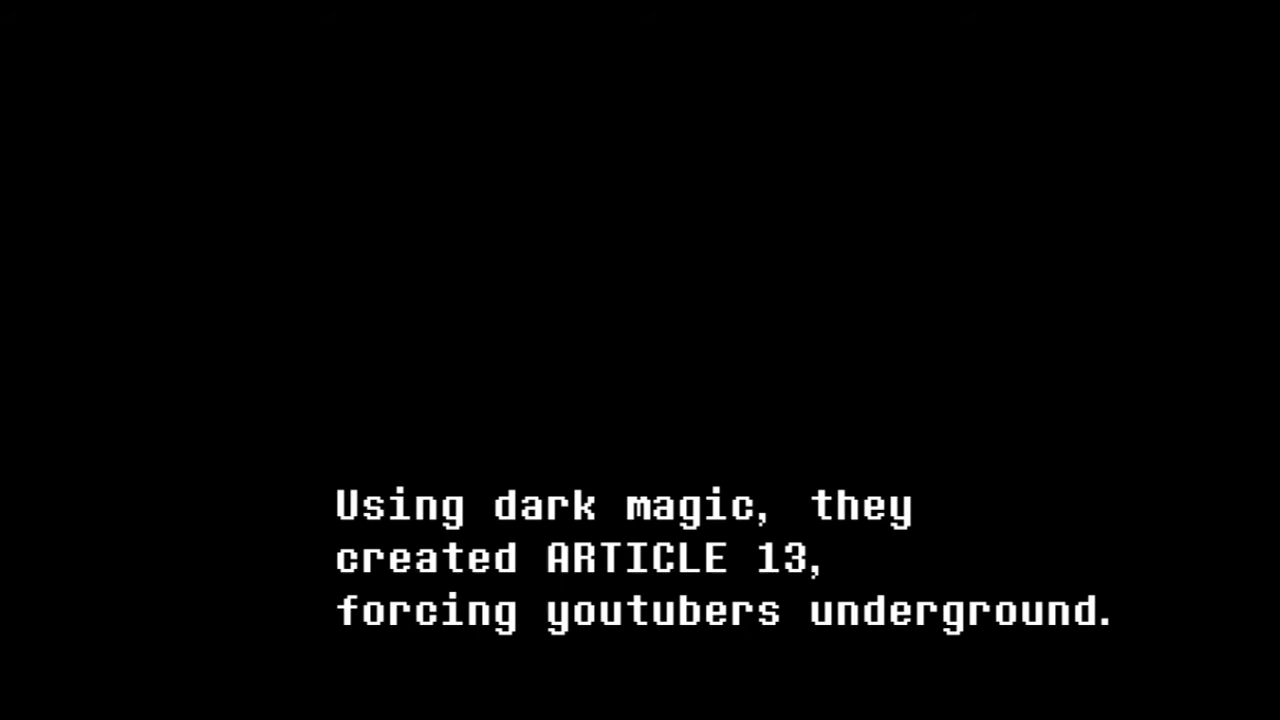 Using dark magic, they
created ARTICLE 13,
forcing youtubers underground.